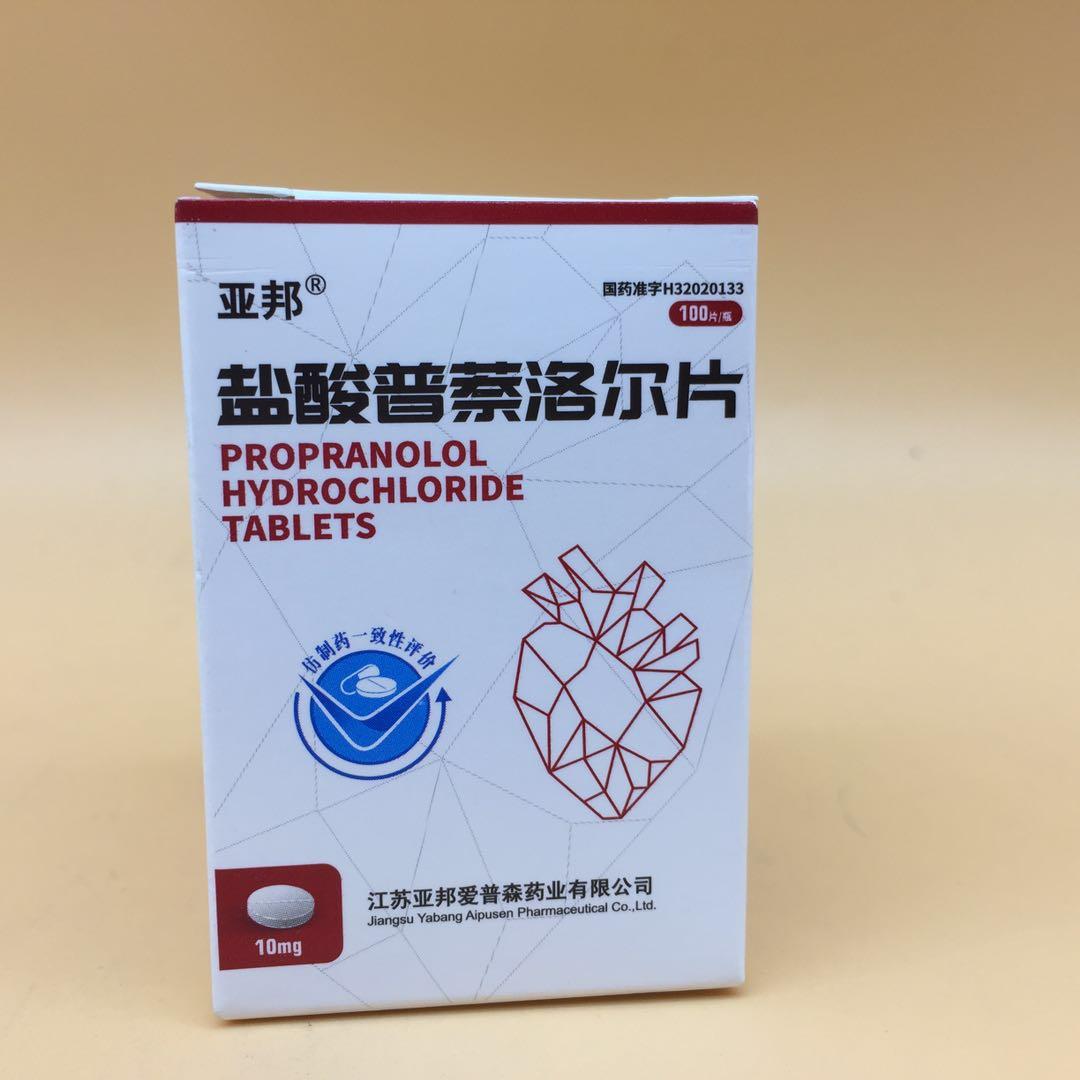 亚邦®
国药准字H32020133
100片/瓶
盐酸普萘洛尔片
PROPRANOLOL
HYDROCHLORIDE
TABLETS
仿制药一致性评价
10mg
江苏亚邦爱普森药业有限公司
Jiangsu Yabang Aipusen Pharmaceutical Co.,Ltd.